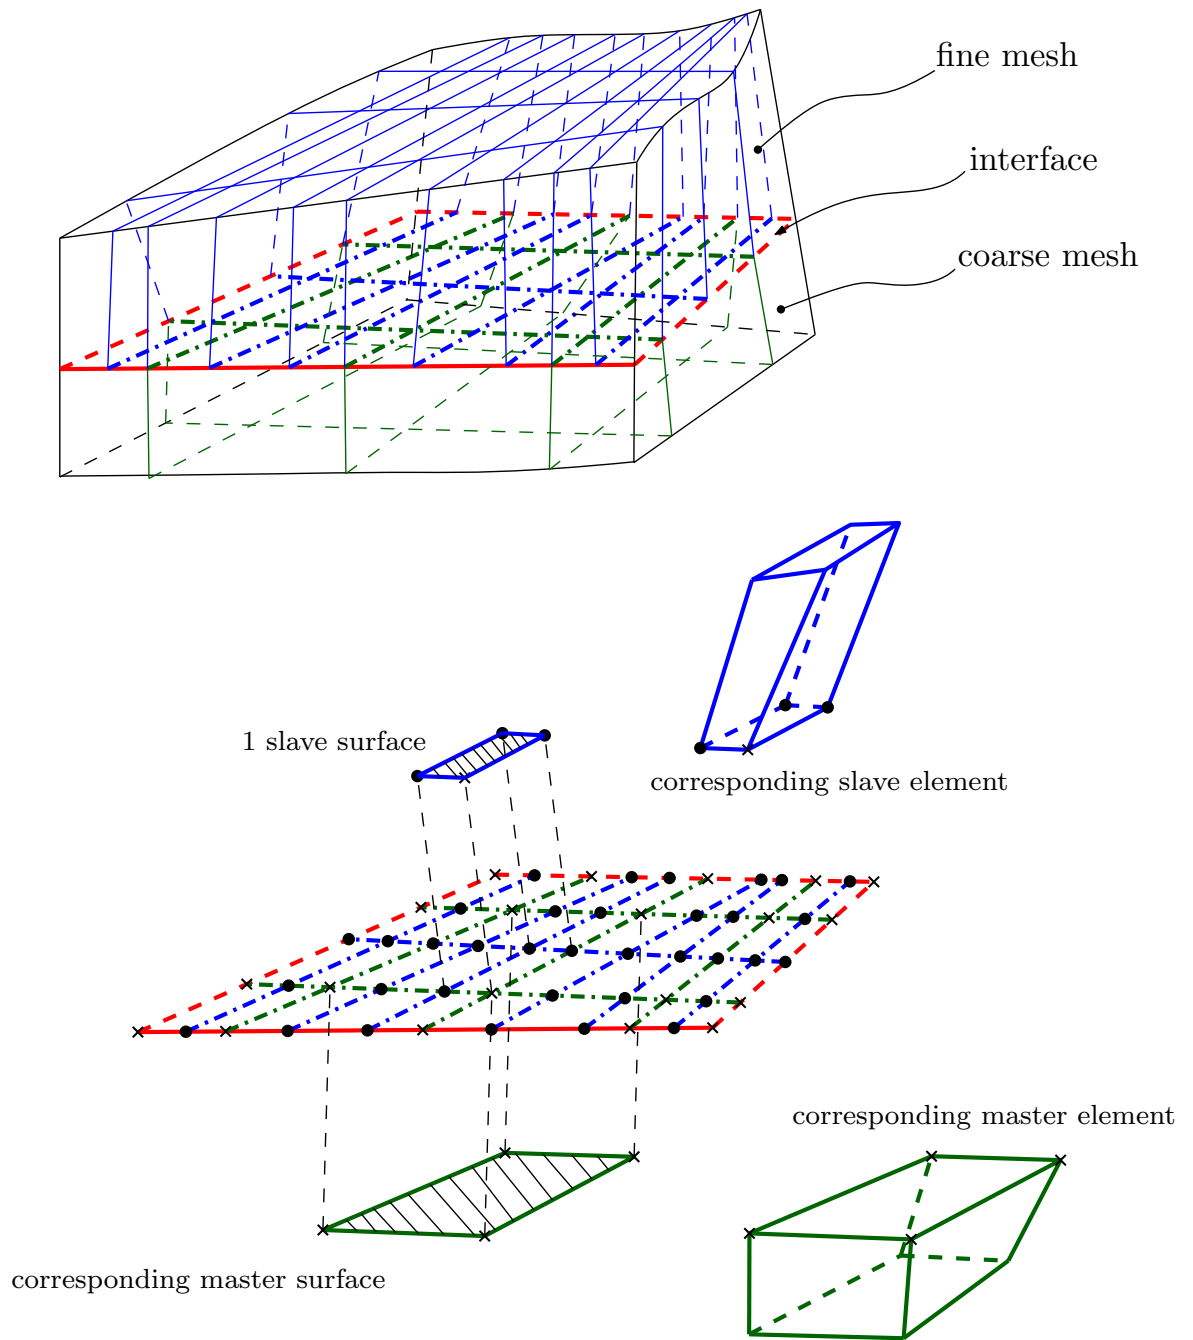 fine mesh
interface
coarse mesh
1 slave surface
corresponding slave element
corresponding master element
corresponding master surface